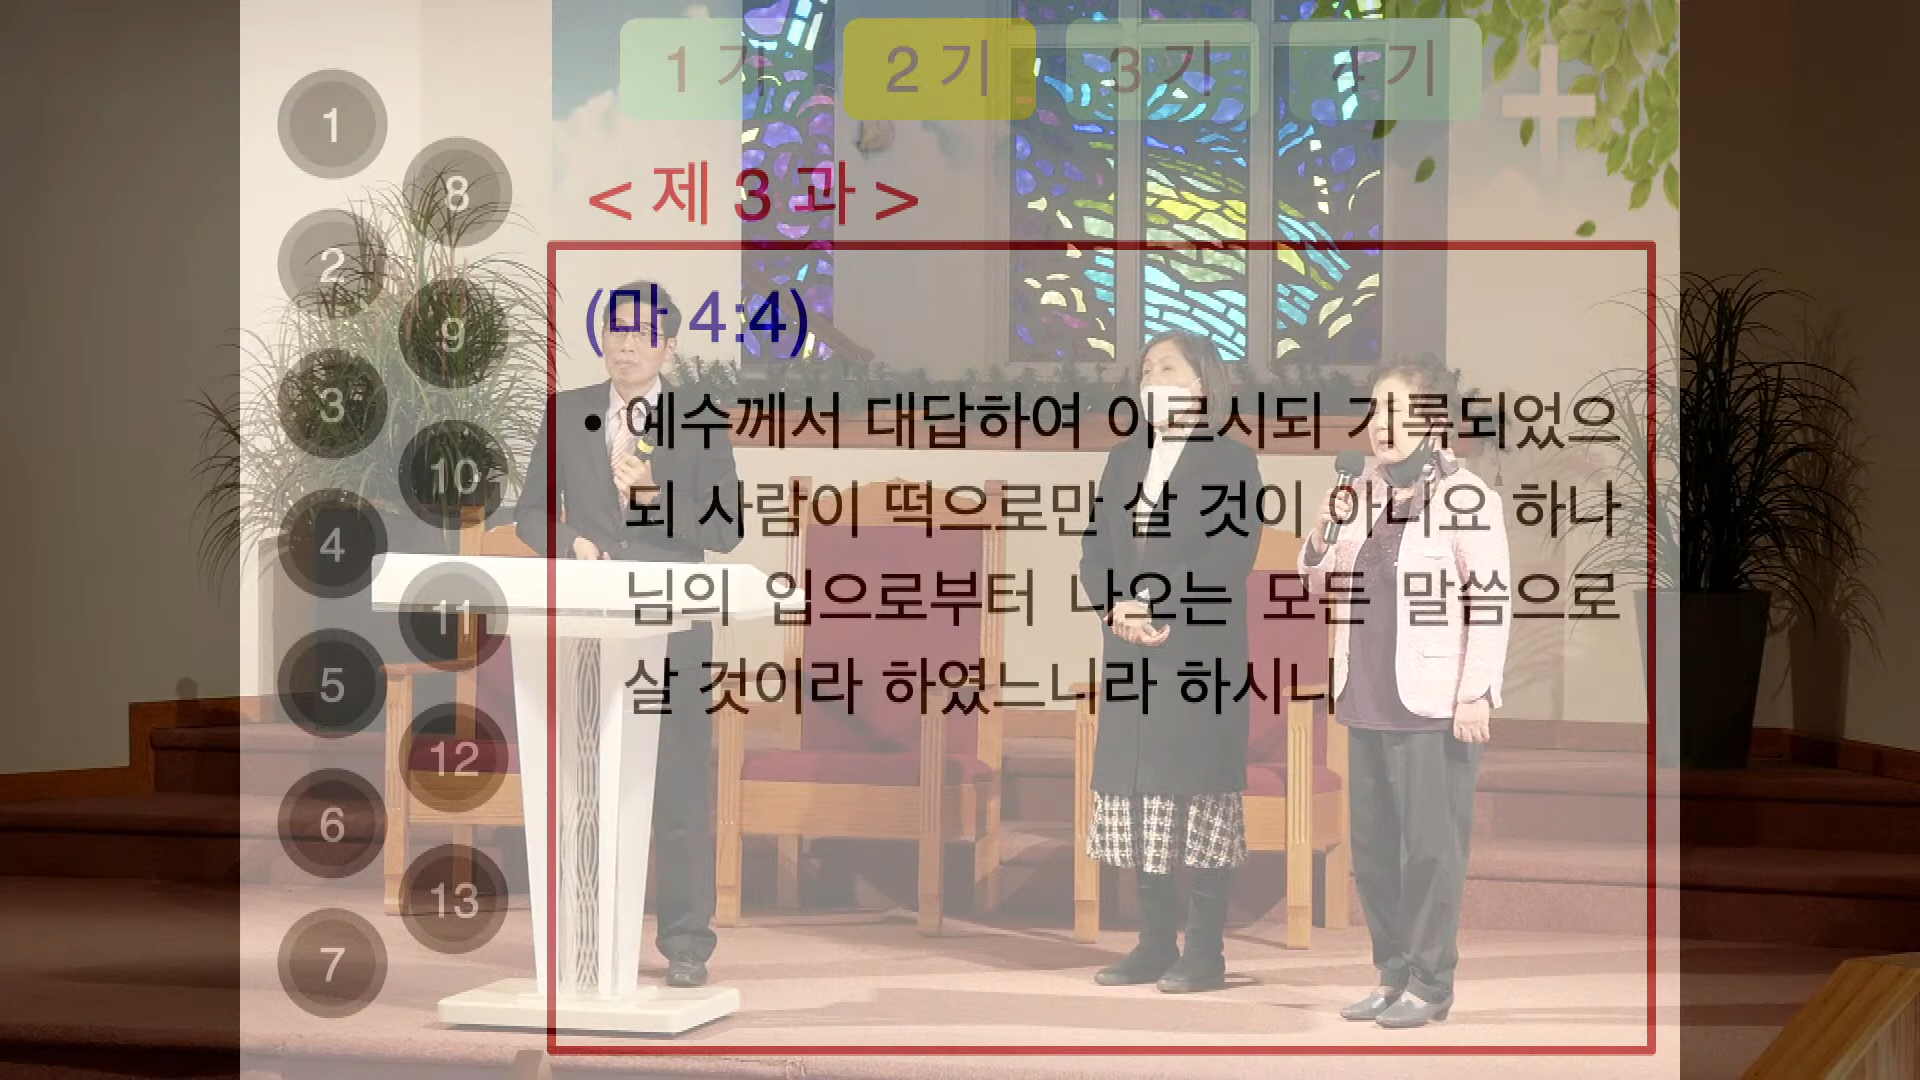 1기 2기 3기 4기
1
8
2
9
3
10
4
11
5
12
6
13
7
< 제 3 과 >
(마 4:4)
• 예수께서 대답하여 이르시되 기록되었으
되 사람이 떡으로만 살 것이 아니요 하나
님의 입으로부터 나오는 모든 말씀으로
살 것이라 하였느니라 하시니